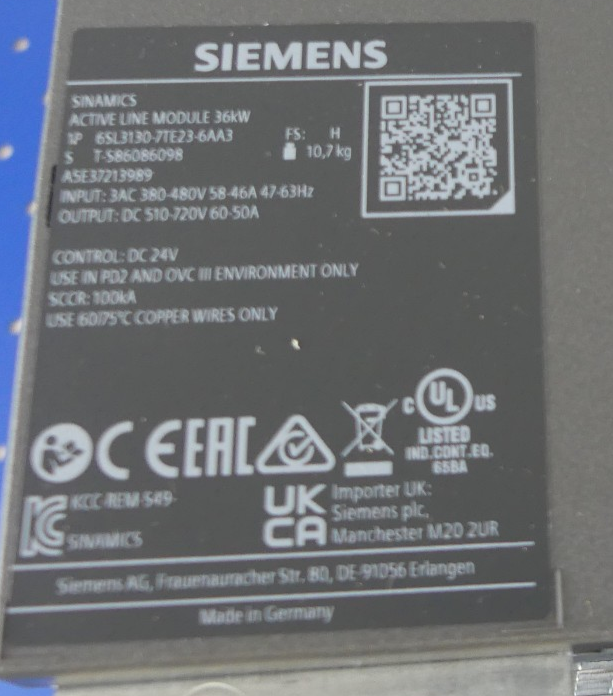 SIEMENS
SINAMICS
ACTIVE LINE MODULE 36kW
1P 6SL3130-7TE23-6AA3 FS: H
S T-S86086098 10,7 kg
A5E37213989
INPUT: 3AC 380-480V 58-46A 47-63Hz
OUTPUT: DC 510-720V 60-50A
CONTROL: DC 24V
USE IN PD2 AND OVC III ENVIRONMENT ONLY
SCCR: 100kA
USE 60/75°C COPPER WIRES ONLY
C UL US
LISTED
IND.CONT.EQ.
65BA
CE EAC
KCC-REM-S49-
SINAMICS
UK
CA
Importer UK:
Siemens plc,
Manchester M20 2UR
Siemens AG, Frauenauracher Str. 80, DE-91056 Erlangen
Made in Germany